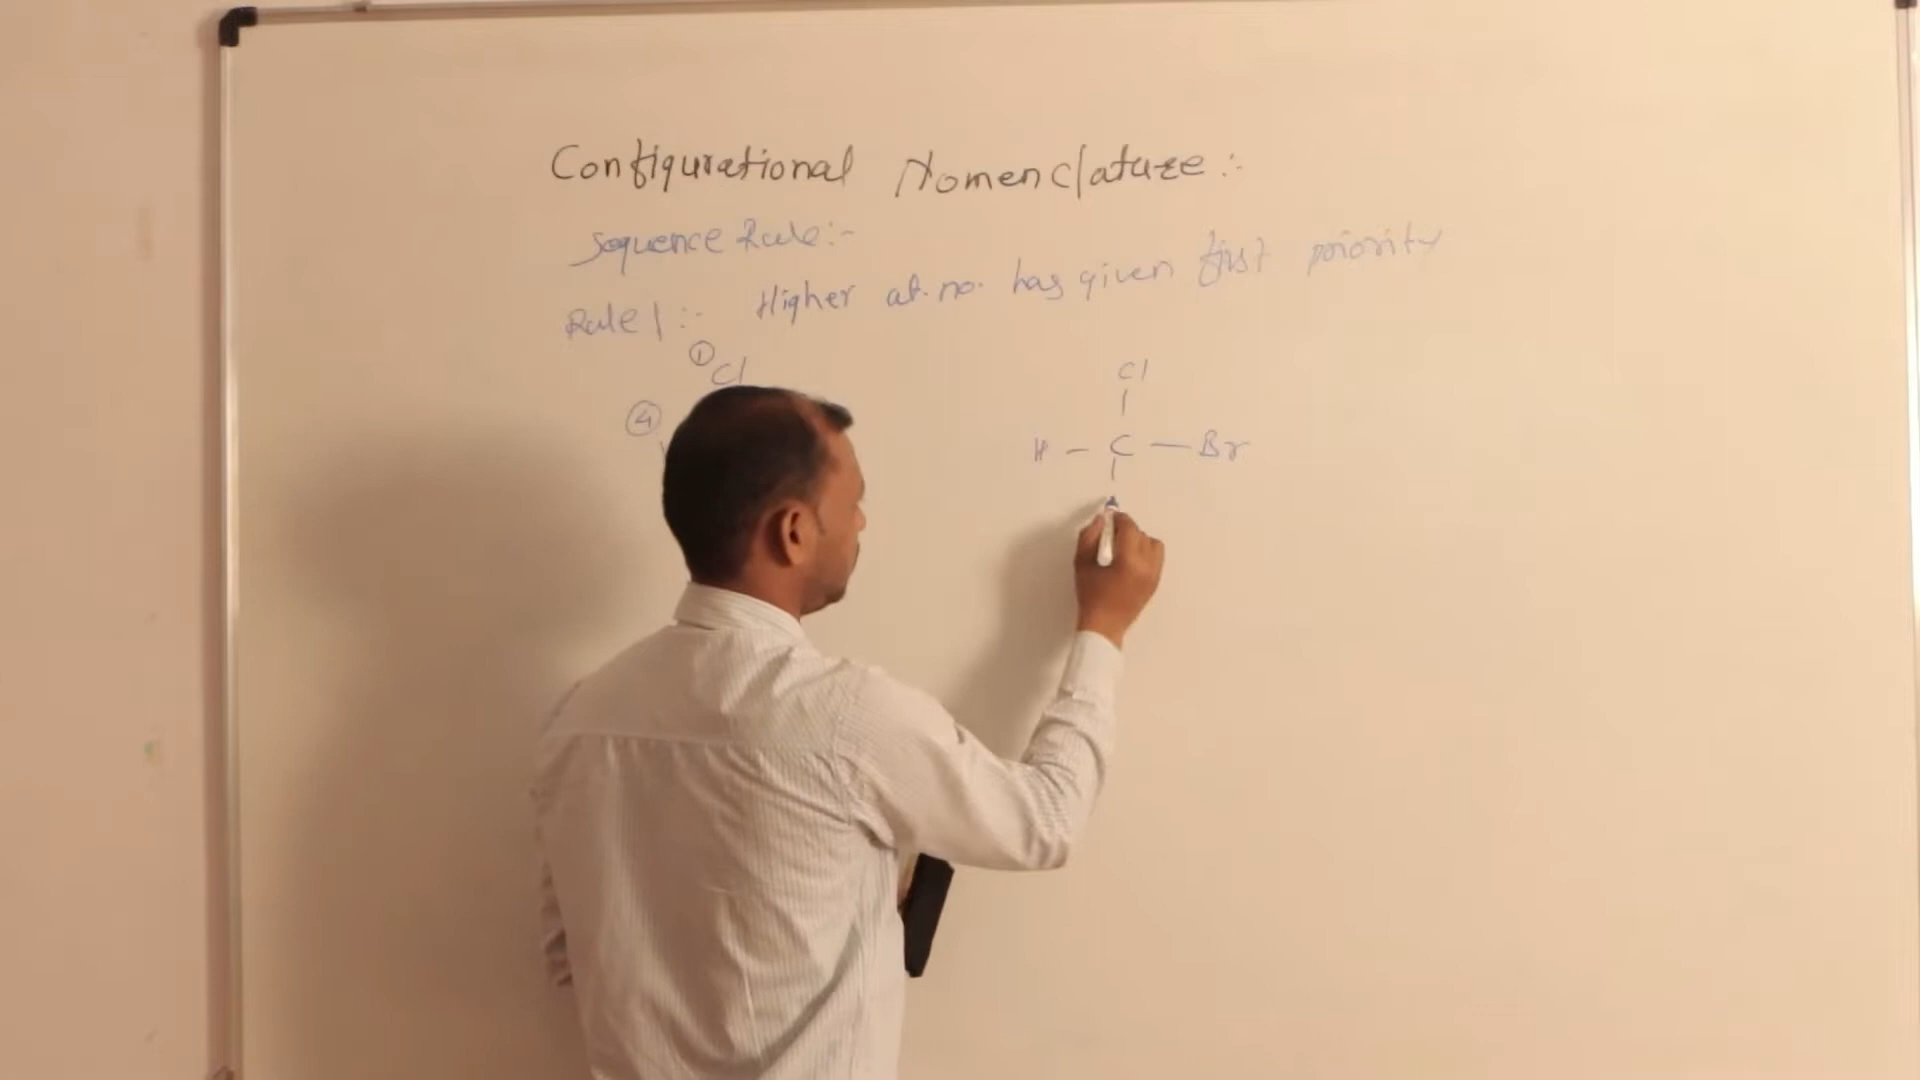 Configurational Nomenclature:-
Sequence Rule:-
Rule 1:- Higher at. no. has given first priority
① Cl
④
Cl
H - C - Br